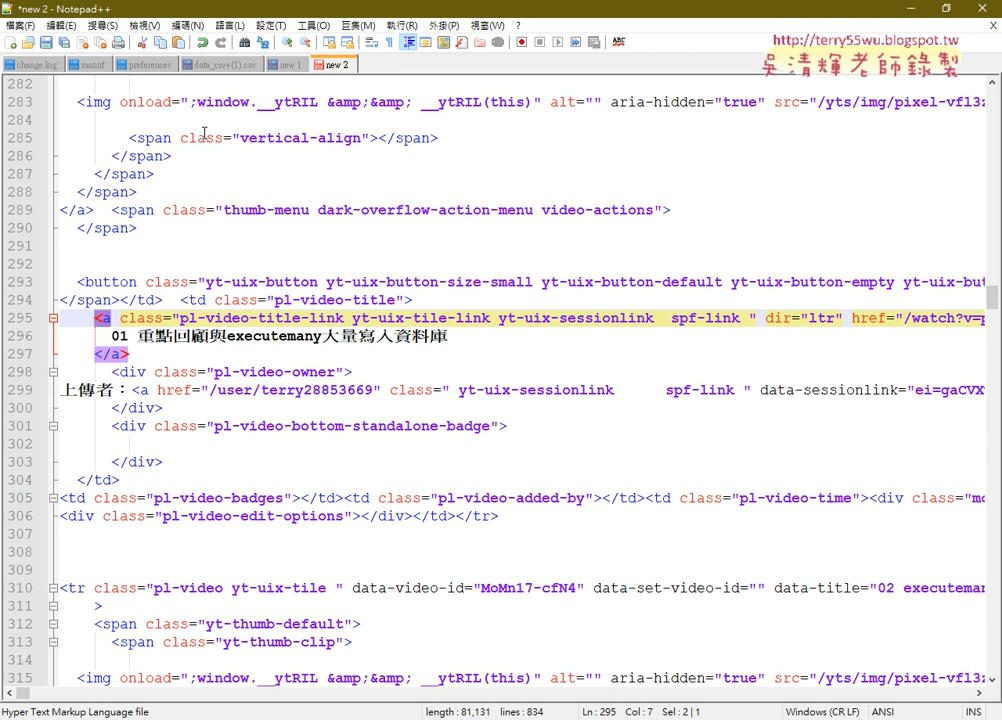 *new 2 - Notepad++
檔案(F) 編輯(E) 搜尋(S) 檢視(V) 編碼(N) 語言(L) 設定(T) 工具(O) 巨集(M) 執行(R) 外掛(P) 視窗(W) ?
http://terry55wu.blogspot.tw
吳清輝老師錄製
change.log manuf preferences data_csv+(1).csv new 1 new 2
282
283 <img onload=";window.__ytRIL &amp;&amp; __ytRIL(this)" alt="" aria-hidden="true" src="/yts/img/pixel-vfl3z
284
285 <span class="vertical-align"></span>
286 </span>
287 </span>
288 </span>
289 </a> <span class="thumb-menu dark-overflow-action-menu video-actions">
290 </span>
291
292
293 <button class="yt-uix-button yt-uix-button-size-small yt-uix-button-default yt-uix-button-empty yt-uix-but
294 </span></td> <td class="pl-video-title">
295 <a class="pl-video-title-link yt-uix-tile-link yt-uix-sessionlink spf-link " dir="ltr" href="/watch?v=p
296 01 重點回顧與executemany大量寫入資料庫
297 </a>
298 <div class="pl-video-owner">
299 上傳者：<a href="/user/terry28853669" class=" yt-uix-sessionlink spf-link " data-sessionlink="ei=gaCVX
300 </div>
301 <div class="pl-video-bottom-standalone-badge">
302
303 </div>
304 </td>
305 <td class="pl-video-badges"></td><td class="pl-video-added-by"></td><td class="pl-video-time"><div class="mo
306 <div class="pl-video-edit-options"></div></td></tr>
307
308
309
310 <tr class="pl-video yt-uix-tile " data-video-id="MoMn17-cfN4" data-set-video-id="" data-title="02 executeman
311 >
312 <span class="yt-thumb-default">
313 <span class="yt-thumb-clip">
314
315 <img onload=";window.__ytRIL &amp;&amp; __ytRIL(this)" alt="" aria-hidden="true" src="/yts/img/pixel-vfl3z
Hyper Text Markup Language file length : 81,131 lines : 834 Ln : 295 Col : 7 Sel : 2 | 1 Windows (CR LF) ANSI INS